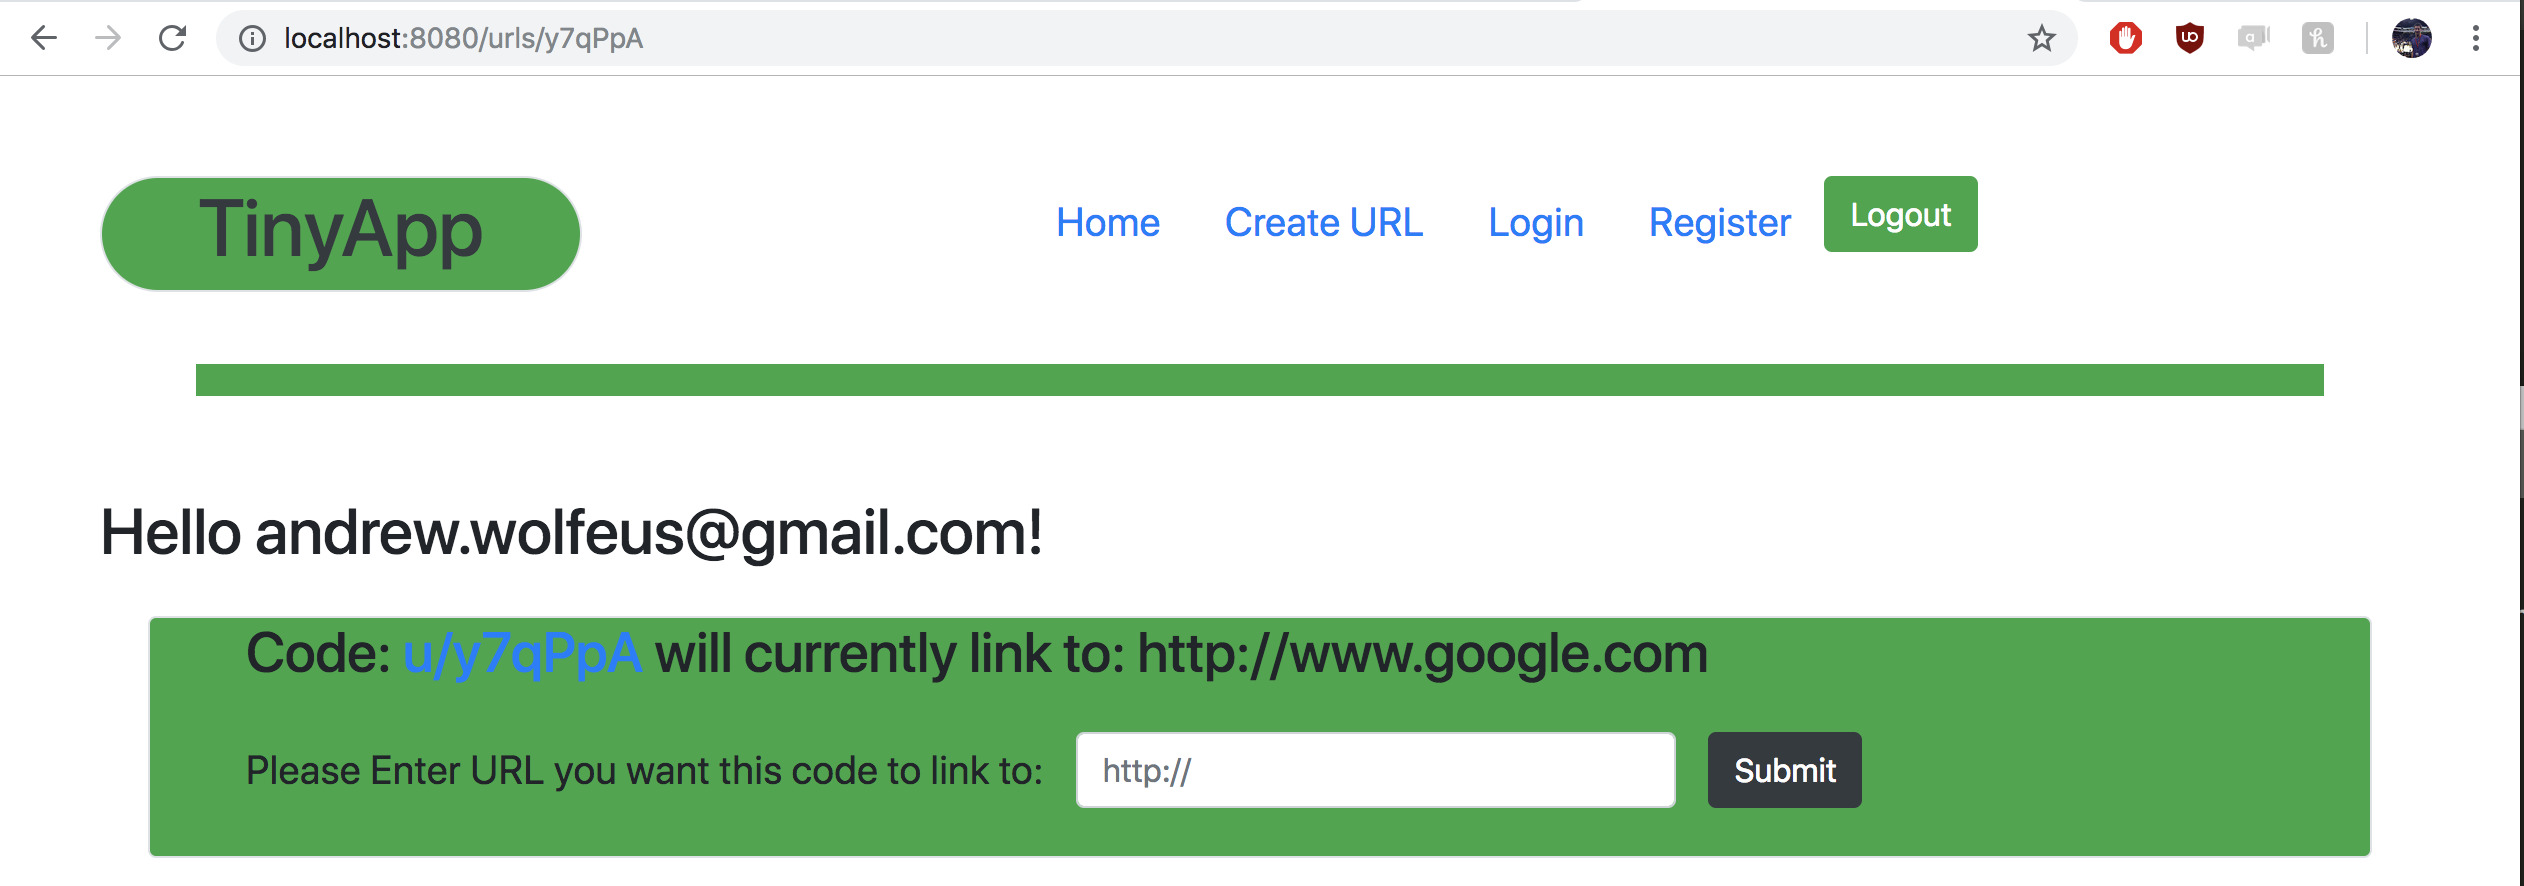 localhost:8080/urls/y7qPpA
TinyApp
Home Create URL Login Register Logout
Hello andrew.wolfeus@gmail.com!
Code: u/y7qPpA will currently link to: http://www.google.com
Please Enter URL you want this code to link to: http:// Submit